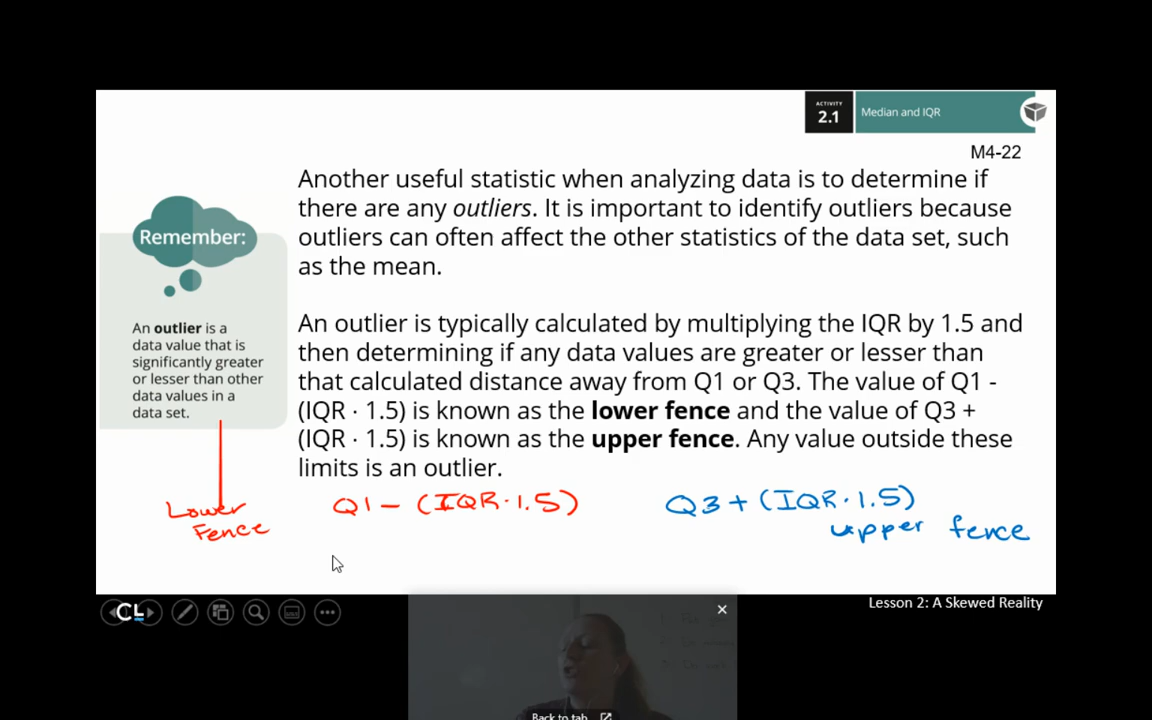 ACTIVITY
2.1
Median and IQR
M4-22
Another useful statistic when analyzing data is to determine if
there are any outliers. It is important to identify outliers because
outliers can often affect the other statistics of the data set, such
as the mean.
Remember:
An outlier is a
data value that is
significantly greater
or lesser than other
data values in a
data set.
An outlier is typically calculated by multiplying the IQR by 1.5 and
then determining if any data values are greater or lesser than
that calculated distance away from Q1 or Q3. The value of Q1 -
(IQR · 1.5) is known as the lower fence and the value of Q3 +
(IQR · 1.5) is known as the upper fence. Any value outside these
limits is an outlier.
Lower
Fence
Q1 - (IQR·1.5)
Q3 + (IQR·1.5)
upper fence
CL
Lesson 2: A Skewed Reality
Back to tab